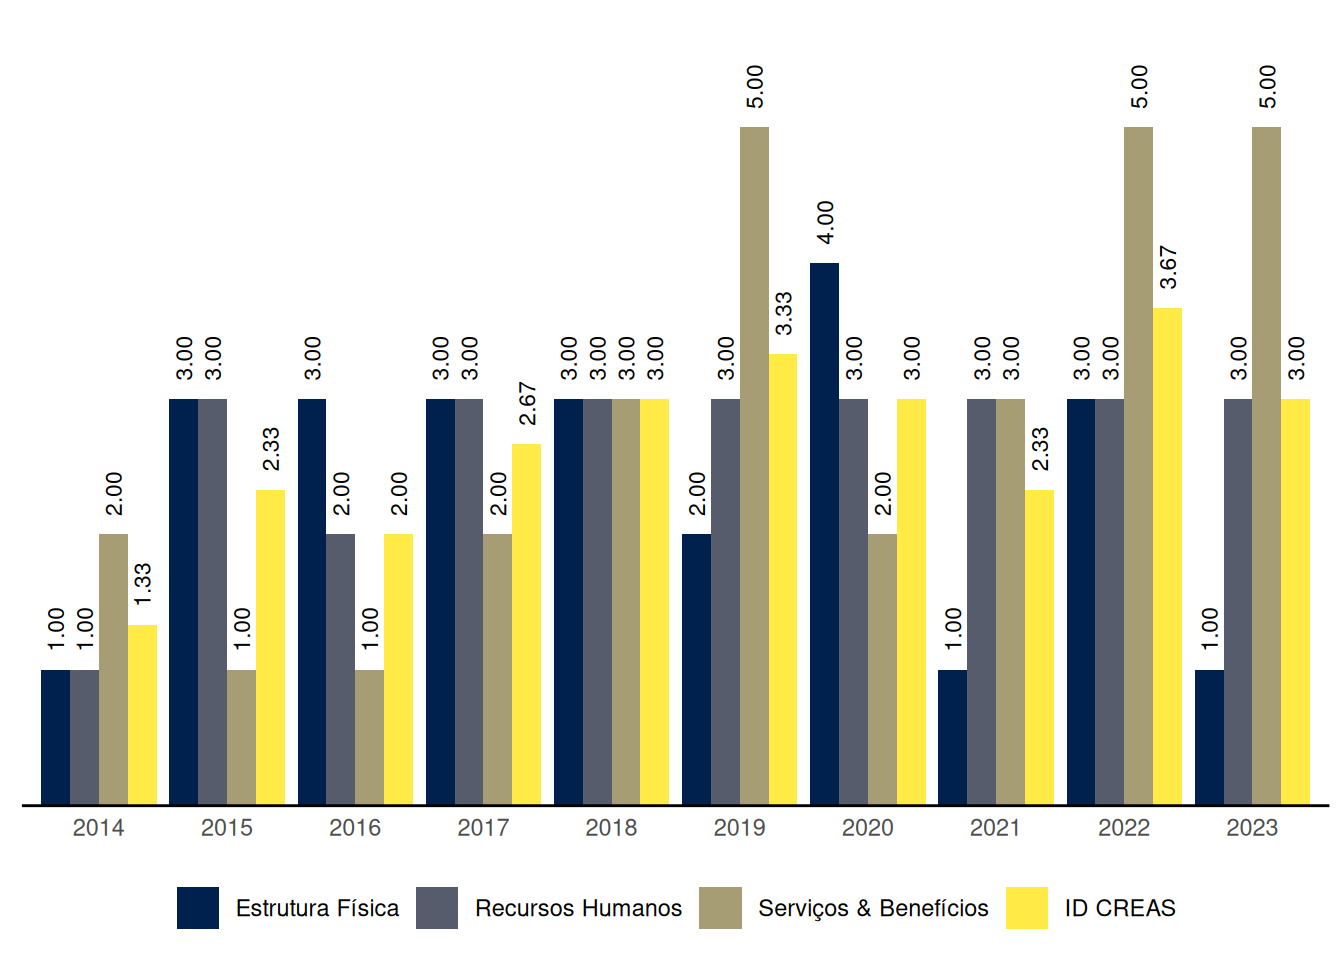 1.00 1.00 2.00 1.33
3.00 3.00 1.00 2.33
3.00 2.00 1.00 2.00
3.00 3.00 2.00 2.67
3.00 3.00 3.00 3.00
2.00 3.00 5.00 3.33
4.00 3.00 2.00 3.00
1.00 3.00 3.00 2.33
3.00 3.00 5.00 3.67
1.00 3.00 5.00 3.00
2014 2015 2016 2017 2018 2019 2020 2021 2022 2023
Estrutura Física Recursos Humanos Serviços & Benefícios ID CREAS